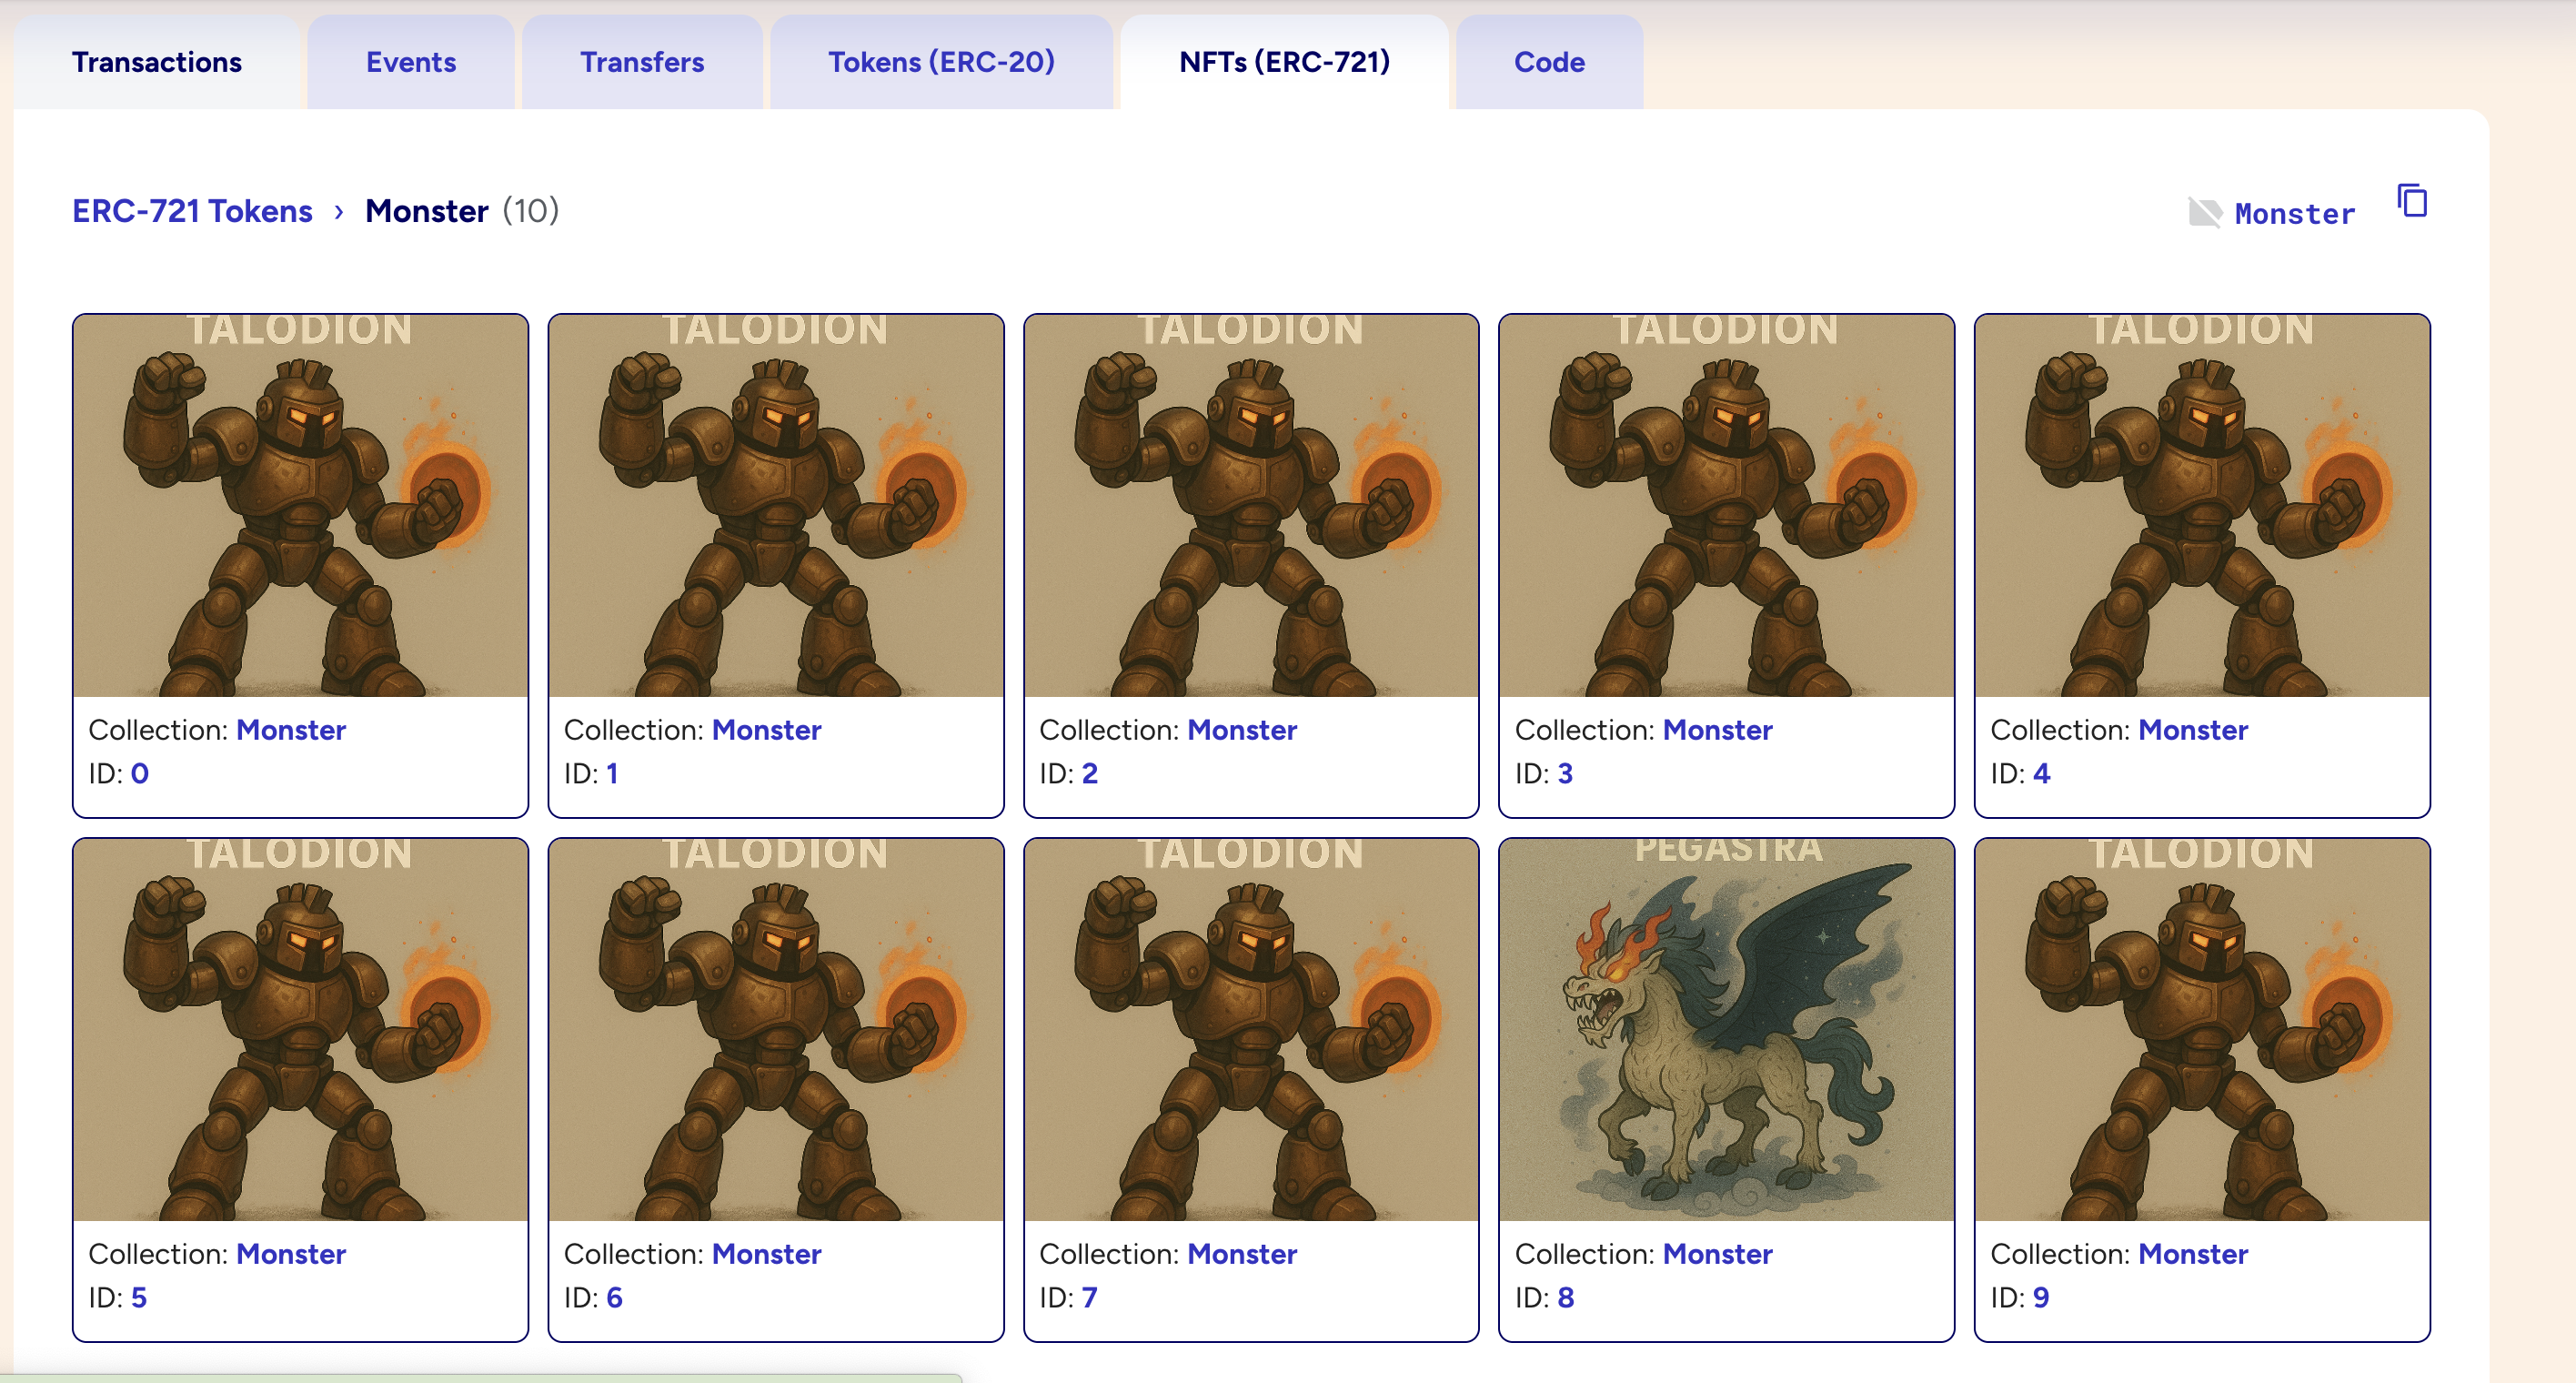 Transactions
Events
Transfers
Tokens (ERC-20)
NFTs (ERC-721)
Code
ERC-721 Tokens › Monster (10)
Monster
TALODION
TALODION
TALODION
TALODION
TALODION
Collection: Monster
ID: 0
Collection: Monster
ID: 1
Collection: Monster
ID: 2
Collection: Monster
ID: 3
Collection: Monster
ID: 4
TALODION
TALODION
TALODION
PEGASTRA
TALODION
Collection: Monster
ID: 5
Collection: Monster
ID: 6
Collection: Monster
ID: 7
Collection: Monster
ID: 8
Collection: Monster
ID: 9